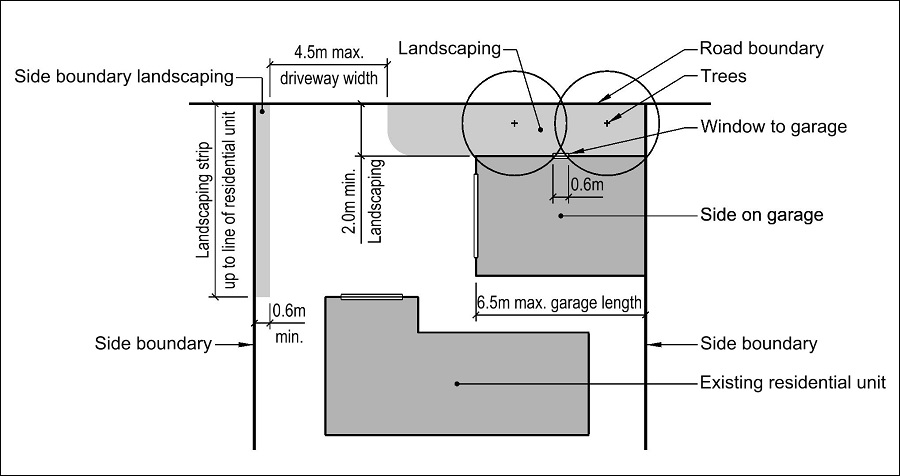 4.5m max.
driveway width
Landscaping
Road boundary
Side boundary landscaping
Trees
Window to garage
Landscaping strip
up to line of residential unit
2.0m min.
Landscaping
0.6m
Side on garage
6.5m max. garage length
0.6m
min.
Side boundary
Side boundary
Existing residential unit